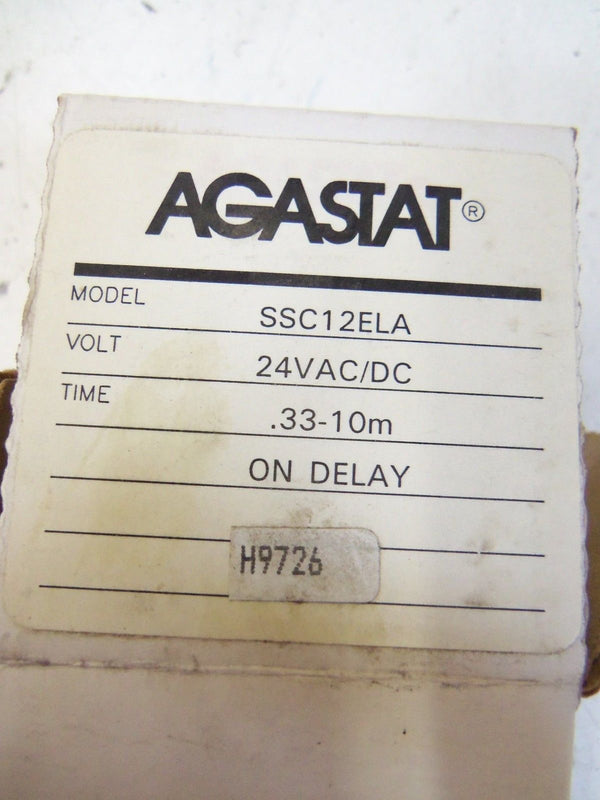 AGASTAT®
MODEL SSC12ELA
VOLT 24VAC/DC
TIME .33-10m
ON DELAY
H9726